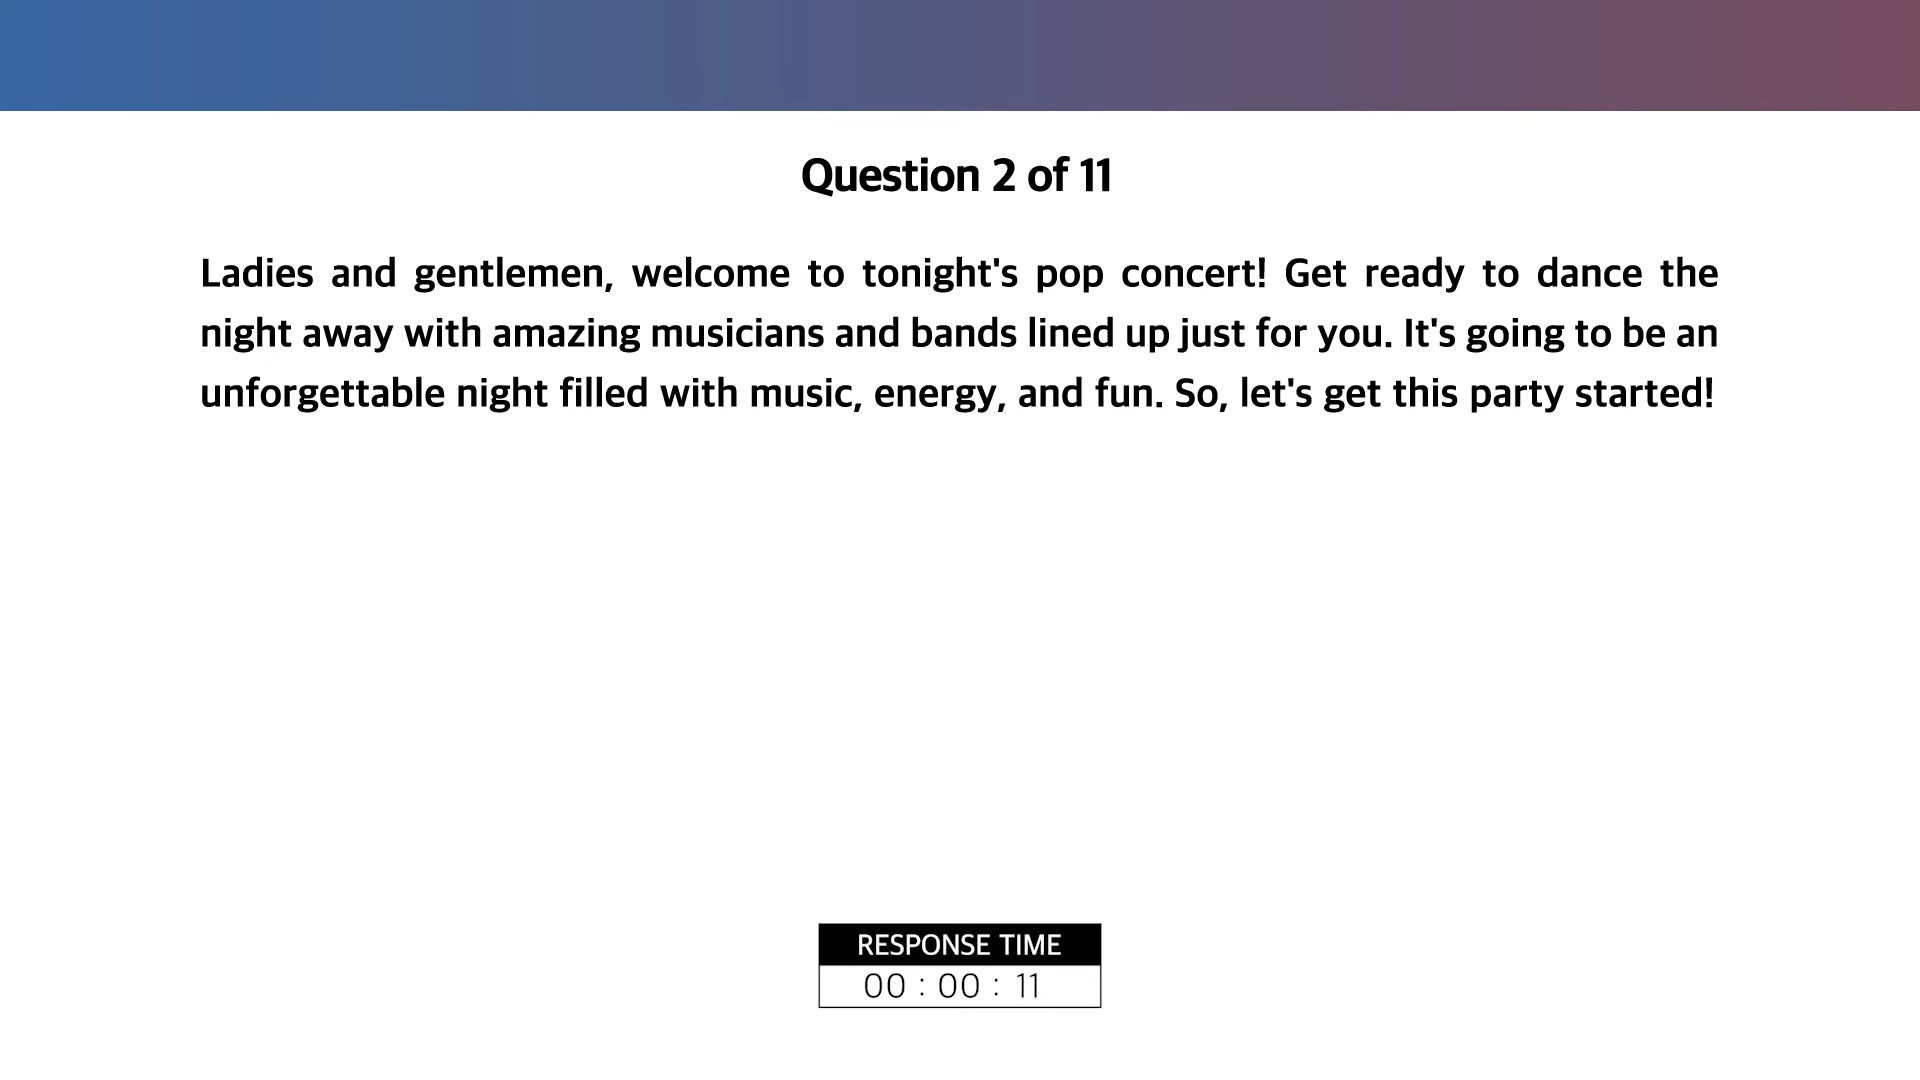 Question 2 of 11
Ladies and gentlemen, welcome to tonight's pop concert! Get ready to dance the
night away with amazing musicians and bands lined up just for you. It's going to be an
unforgettable night filled with music, energy, and fun. So, let's get this party started!
RESPONSE TIME
00 : 00 : 11